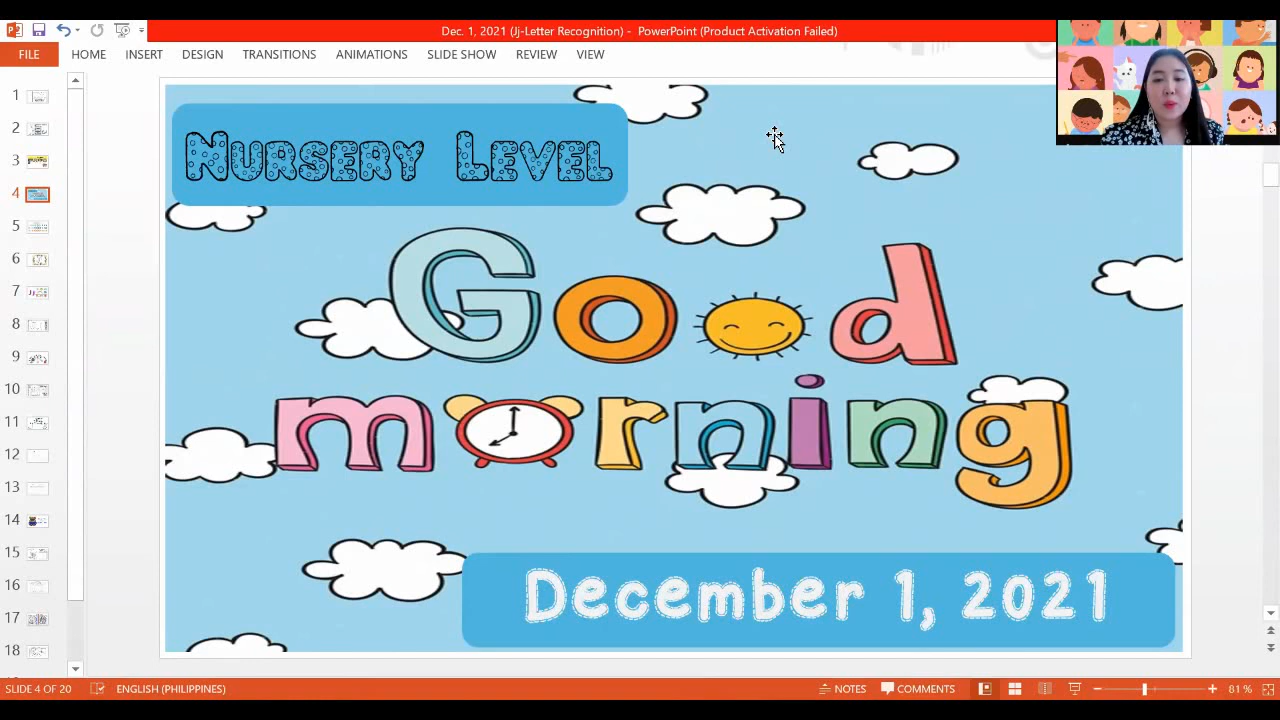 Dec. 1, 2021 (Jj-Letter Recognition) - PowerPoint (Product Activation Failed)
FILE HOME INSERT DESIGN TRANSITIONS ANIMATIONS SLIDE SHOW REVIEW VIEW
1
2
3
4
5
6
7
8
9
10
11
12
13
14
15
16
17
18
Nursery Level
Good
morning
December 1, 2021
SLIDE 4 OF 20 ENGLISH (PHILIPPINES) NOTES COMMENTS 81 %